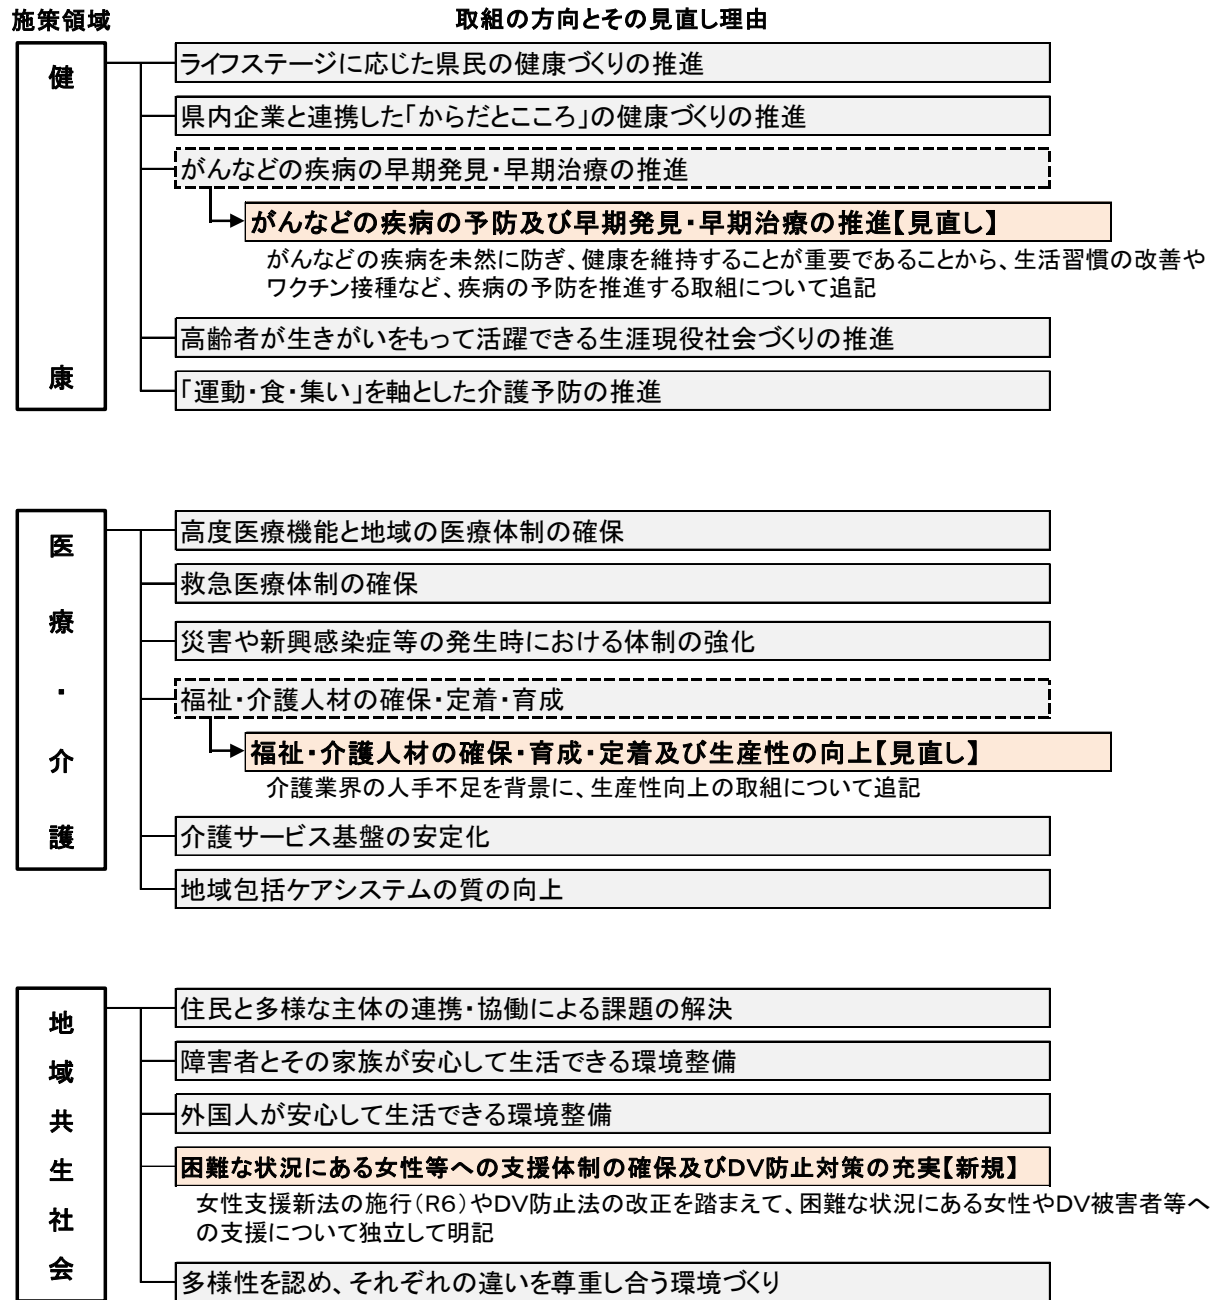 施策領域
取組の方向とその見直し理由
健康
ライフステージに応じた県民の健康づくりの推進
県内企業と連携した「からだとこころ」の健康づくりの推進
がんなどの疾病の早期発見・早期治療の推進
がんなどの疾病の予防及び早期発見・早期治療の推進【見直し】
がんなどの疾病を未然に防ぎ、健康を維持することが重要であることから、生活習慣の改善や
ワクチン接種など、疾病の予防を推進する取組について追記
高齢者が生きがいをもって活躍できる生涯現役社会づくりの推進
「運動・食・集い」を軸とした介護予防の推進
医療・介護
高度医療機能と地域の医療体制の確保
救急医療体制の確保
災害や新興感染症等の発生時における体制の強化
福祉・介護人材の確保・定着・育成
福祉・介護人材の確保・育成・定着及び生産性の向上【見直し】
介護業界の人手不足を背景に、生産性向上の取組について追記
介護サービス基盤の安定化
地域包括ケアシステムの質の向上
地域共生社会
住民と多様な主体の連携・協働による課題の解決
障害者とその家族が安心して生活できる環境整備
外国人が安心して生活できる環境整備
困難な状況にある女性等への支援体制の確保及びDV防止対策の充実【新規】
女性支援新法の施行（R6）やDV防止法の改正を踏まえて、困難な状況にある女性やDV被害者等へ
の支援について独立して明記
多様性を認め、それぞれの違いを尊重し合う環境づくり